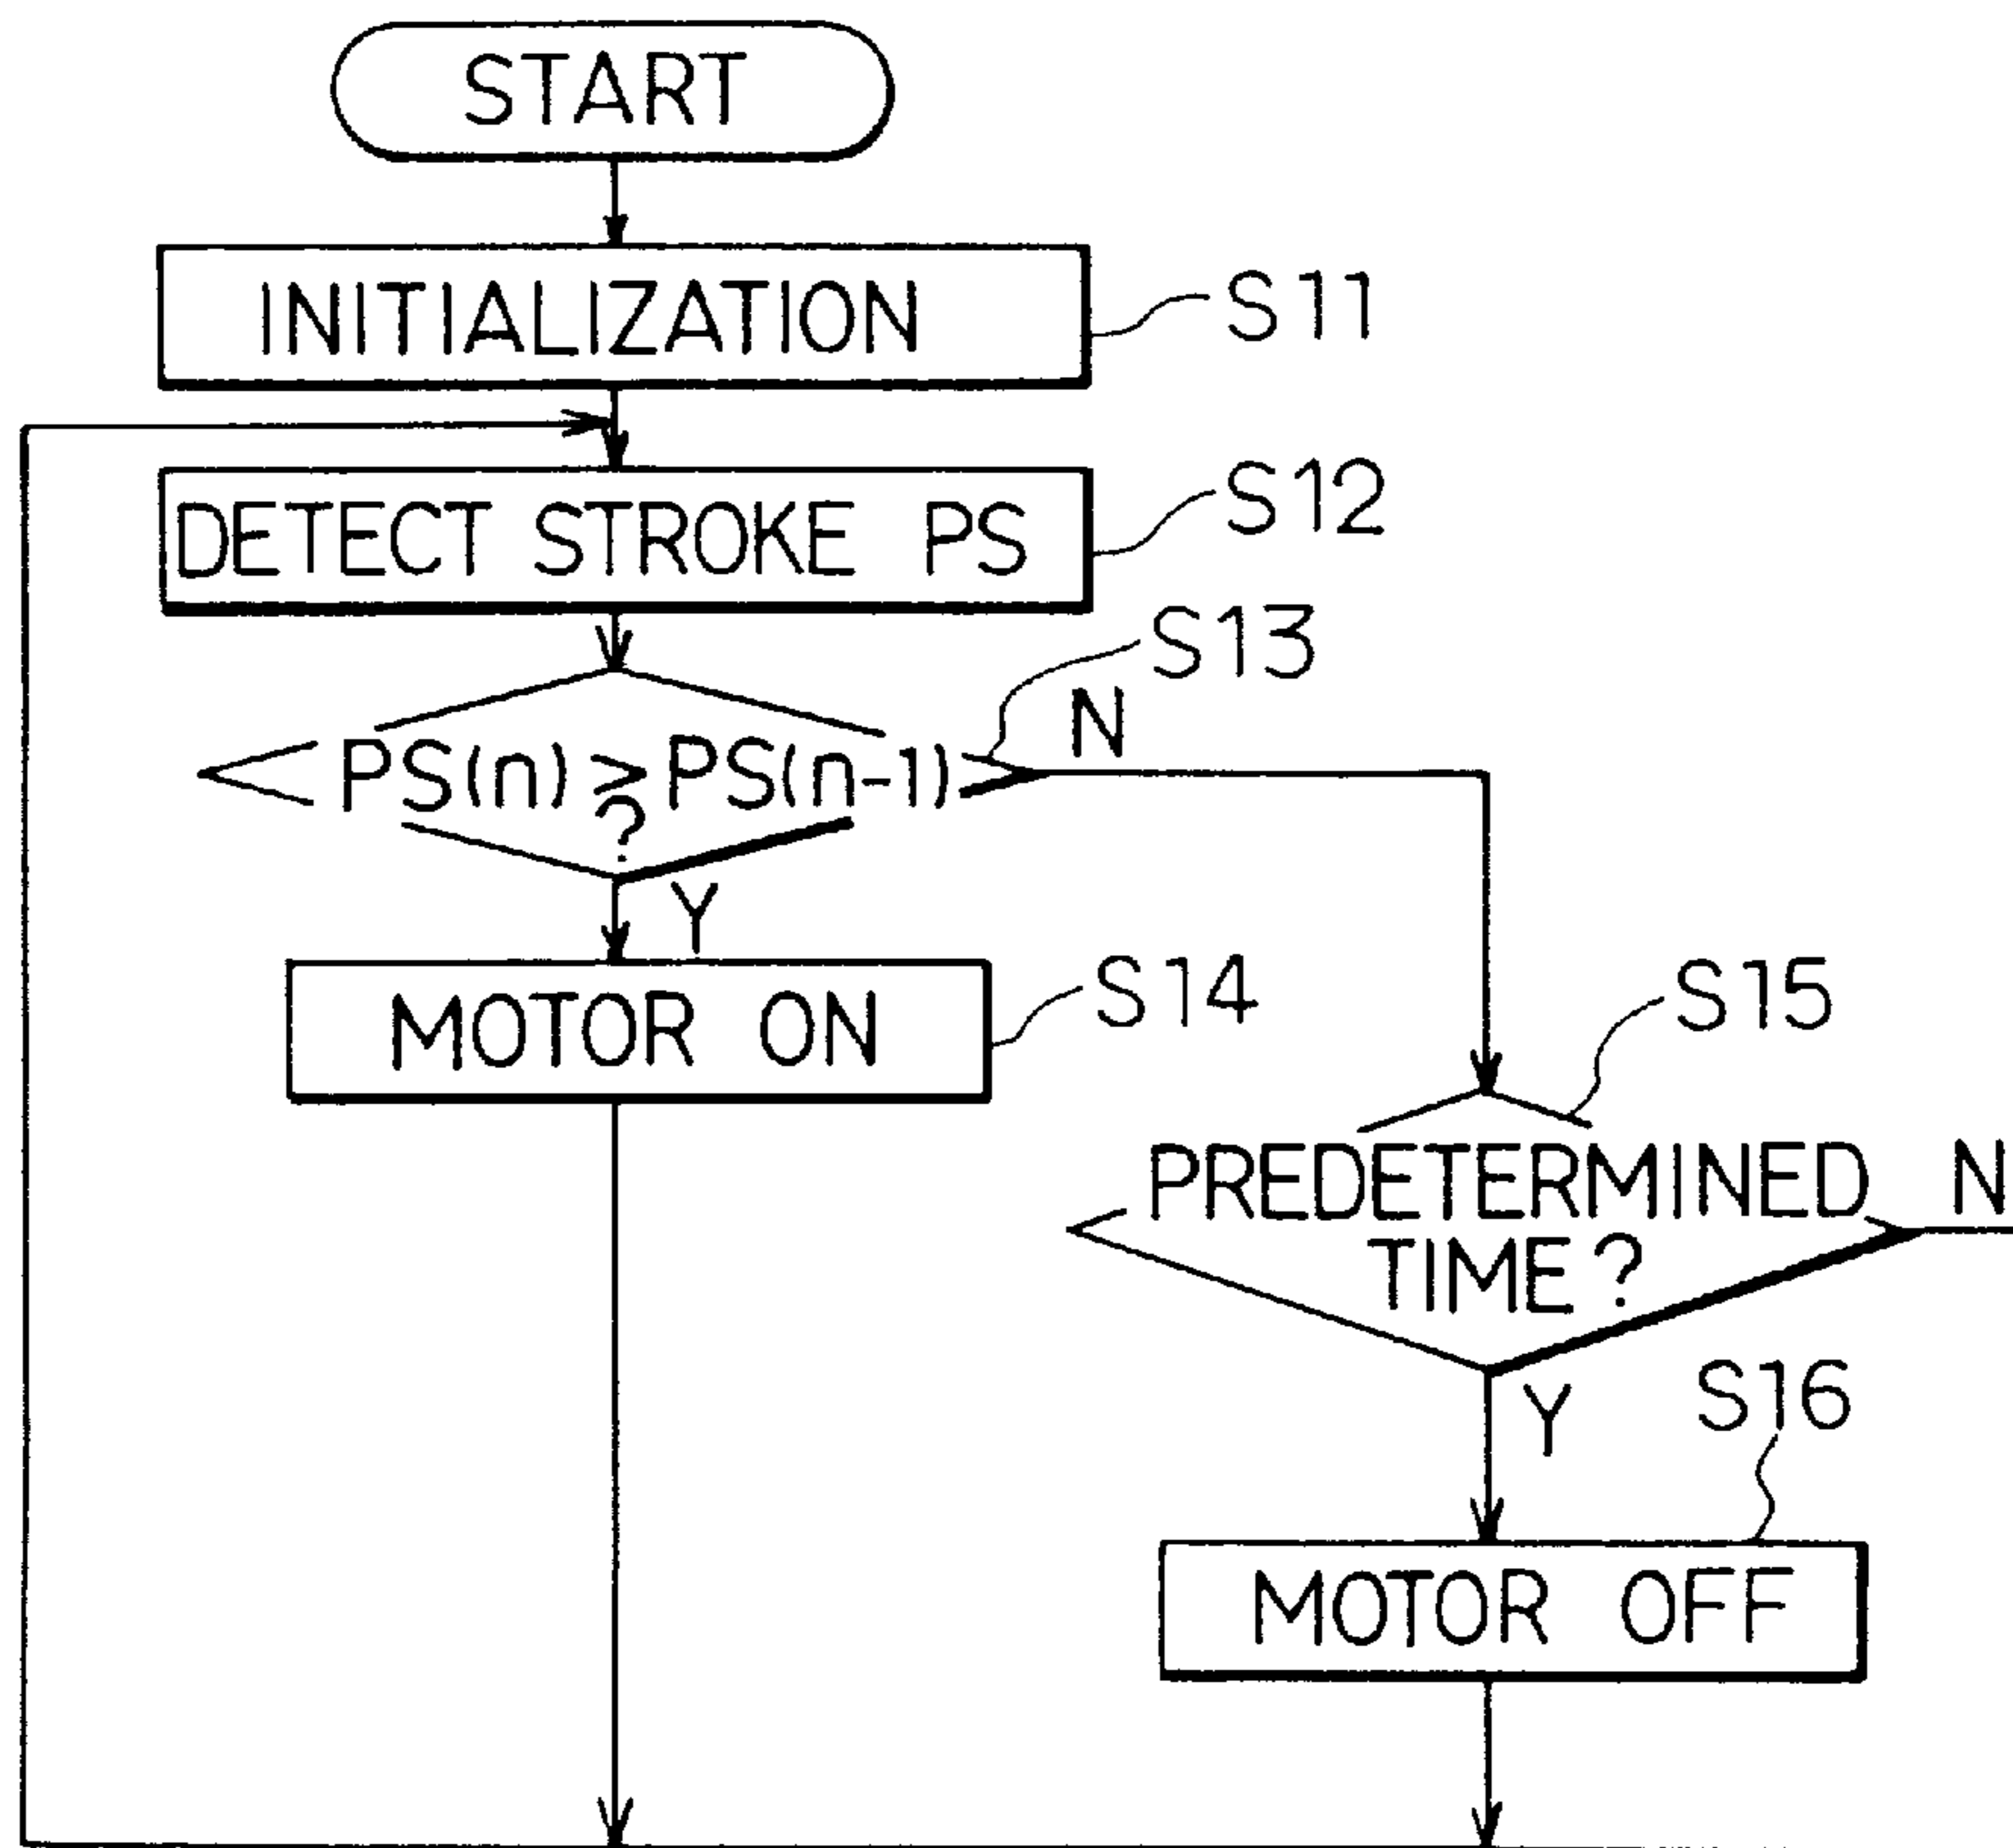 START
INITIALIZATION
S11
DETECT STROKE PS
S12
S13
PS(n) ≥ PS(n-1)
?
N
Y
MOTOR ON
S14
S15
PREDETERMINED
TIME?
N
Y
S16
MOTOR OFF